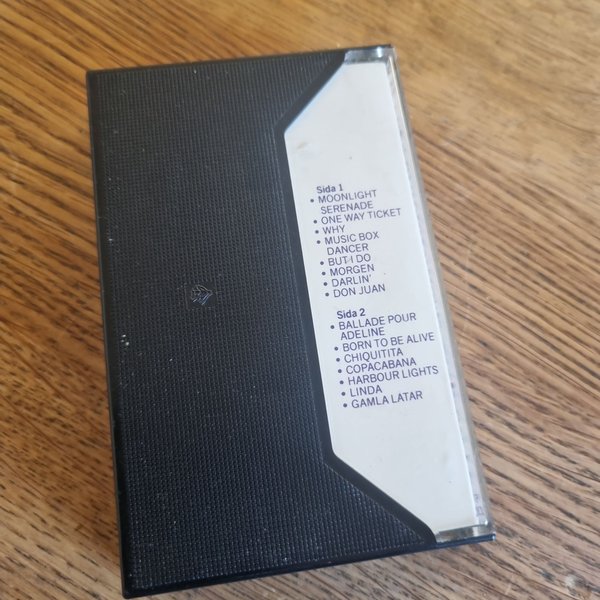 Sida 1
• MOONLIGHT
SERENADE
• ONE WAY TICKET
• WHY
• MUSIC BOX
DANCER
• BUT I DO
• MORGEN
• DARLIN'
• DON JUAN
Sida 2
• BALLADE POUR
ADELINE
• BORN TO BE ALIVE
• CHIQUITITA
• COPACABANA
• HARBOUR LIGHTS
• LINDA
• GAMLA LATAR